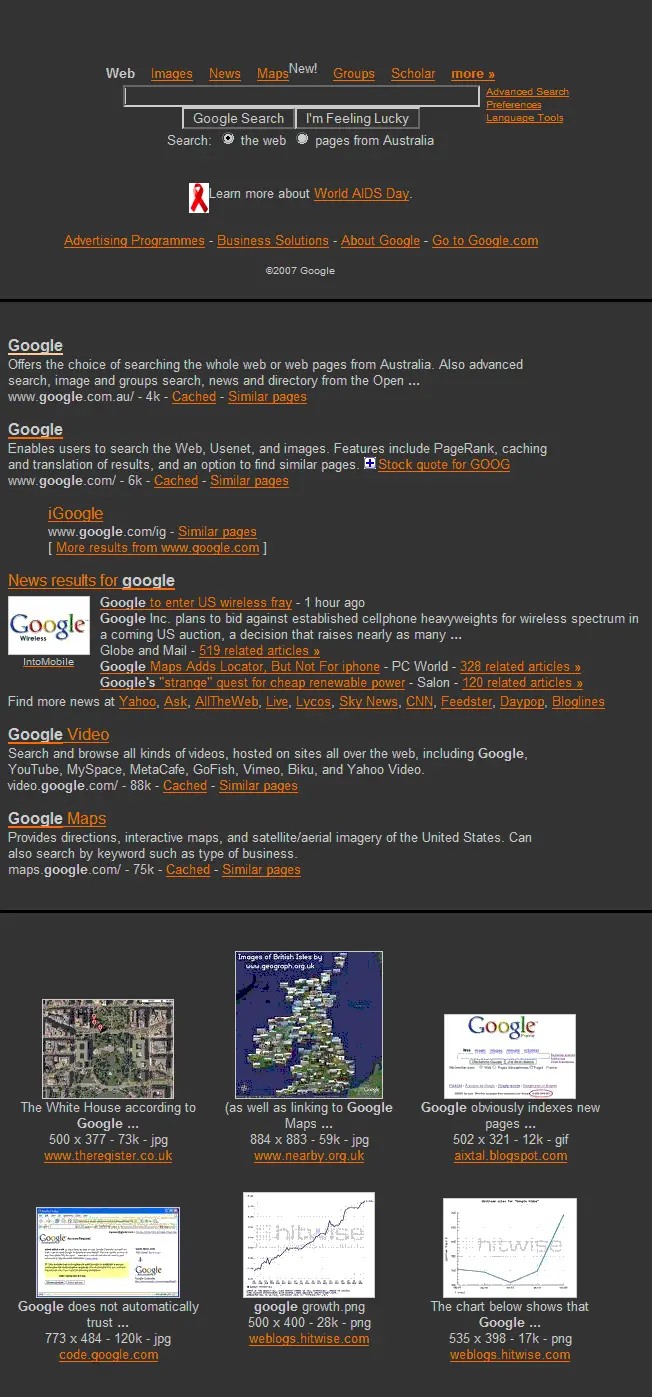 Web Images News Maps New! Groups Scholar more »
Advanced Search
Preferences
Language Tools
Google Search I'm Feeling Lucky
Search: the web pages from Australia
Learn more about World AIDS Day.
Advertising Programmes - Business Solutions - About Google - Go to Google.com
©2007 Google
Google
Offers the choice of searching the whole web or web pages from Australia. Also advanced
search, image and groups search, news and directory from the Open ...
www.google.com.au/ - 4k - Cached - Similar pages
Google
Enables users to search the Web, Usenet, and images. Features include PageRank, caching
and translation of results, and an option to find similar pages. Stock quote for GOOG
www.google.com/ - 6k - Cached - Similar pages
iGoogle
www.google.com/ig - Similar pages
[ More results from www.google.com ]
News results for google
Google
Wireless
IntoMobile
Google to enter US wireless fray - 1 hour ago
Google Inc. plans to bid against established cellphone heavyweights for wireless spectrum in
a coming US auction, a decision that raises nearly as many ...
Globe and Mail - 519 related articles »
Google Maps Adds Locator, But Not For iphone - PC World - 328 related articles »
Google's "strange" quest for cheap renewable power - Salon - 120 related articles »
Find more news at Yahoo, Ask, AllTheWeb, Live, Lycos, Sky News, CNN, Feedster, Daypop, Bloglines
Google Video
Search and browse all kinds of videos, hosted on sites all over the web, including Google,
YouTube, MySpace, MetaCafe, GoFish, Vimeo, Biku, and Yahoo Video.
video.google.com/ - 88k - Cached - Similar pages
Google Maps
Provides directions, interactive maps, and satellite/aerial imagery of the United States. Can
also search by keyword such as type of business.
maps.google.com/ - 75k - Cached - Similar pages
Images of British Isles by
www.geograph.org.uk
Google
The White House according to
Google ...
500 x 377 - 73k - jpg
www.theregister.co.uk
(as well as linking to Google
Maps ...
884 x 883 - 59k - jpg
www.nearby.org.uk
Google obviously indexes new
pages ...
502 x 321 - 12k - gif
aixtal.blogspot.com
Google
hitwise
hitwise
Google does not automatically
trust ...
773 x 484 - 120k - jpg
code.google.com
google growth.png
500 x 400 - 28k - png
weblogs.hitwise.com
The chart below shows that
Google ...
535 x 398 - 17k - png
weblogs.hitwise.com